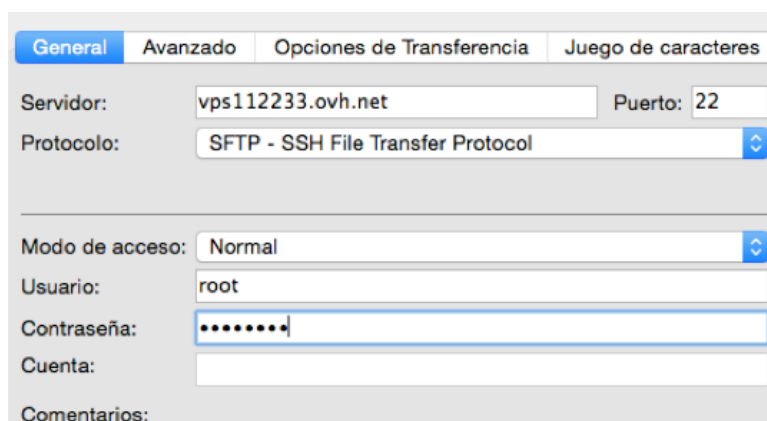 General Avanzado Opciones de Transferencia Juego de caracteres
Servidor: vps112233.ovh.net Puerto: 22
Protocolo: SFTP - SSH File Transfer Protocol
Modo de acceso: Normal
Usuario: root
Contraseña: ••••••••
Cuenta:
Comentarios: